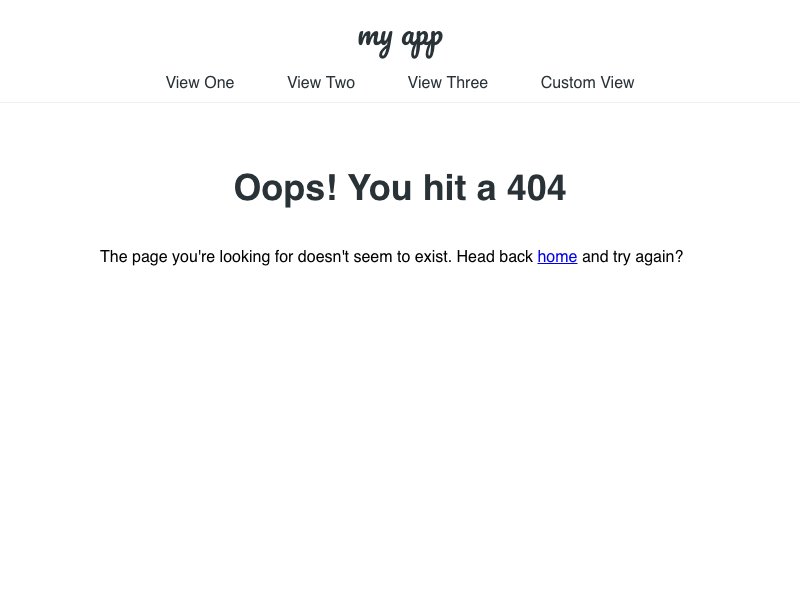 my app
View One View Two View Three Custom View
Oops! You hit a 404
The page you're looking for doesn't seem to exist. Head back home and try again?